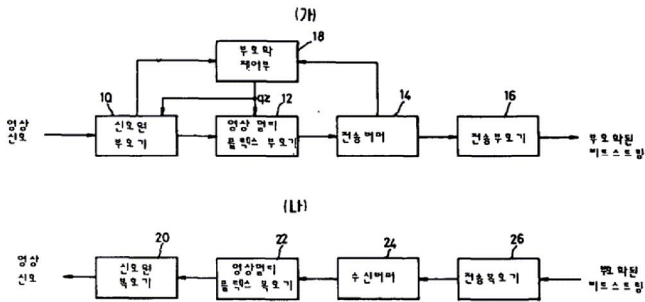 (가)
18
부호화
제어부
10
qz
12
14
16
영상
신호
신호원
부호기
영상 멀티
플렉스 부호기
전송버퍼
전송부호기
부호화된
비트스트림
(나)
20
22
24
26
영상
신호
신호원
복호기
영상멀티
플렉스 복호기
수신버퍼
전송복호기
부호화된
비트스트림